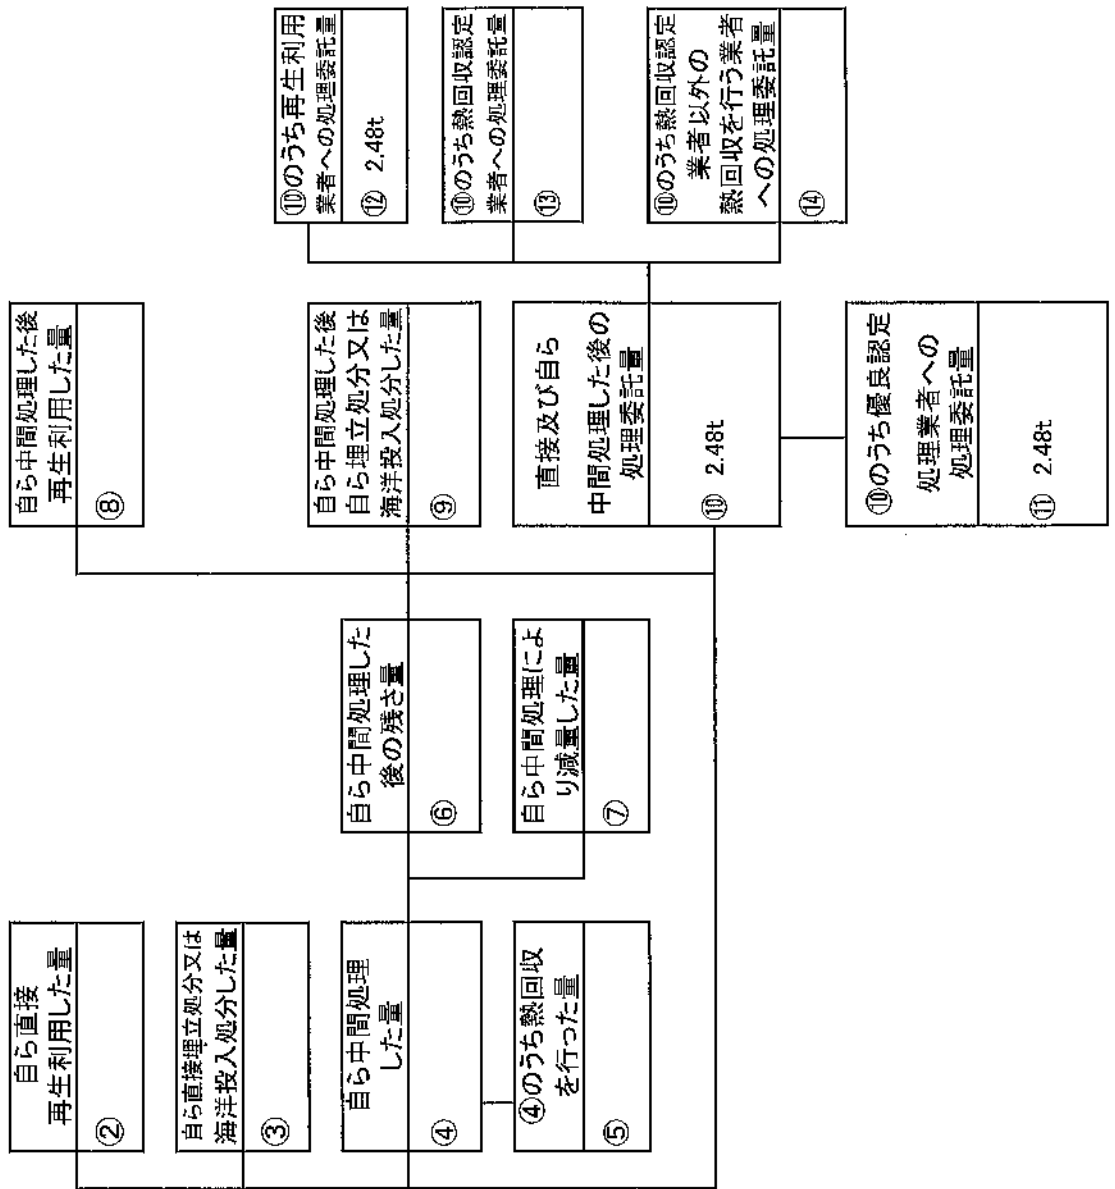 自ら直接
再生利用した量
②
自ら直接埋立処分又は
海洋投入処分した量
③
自ら中間処理
した量
④
④のうち熱回収
を行った量
⑤
自ら中間処理した
後の残さ量
⑥
自ら中間処理によ
り減量した量
⑦
自ら中間処理した後
再生利用した量
⑧
自ら中間処理した後
自ら埋立処分又は
海洋投入処分した量
⑨
直接及び自ら
中間処理した後の
処理委託量
⑩ 2.48t
⑩のうち優良認定
処理業者への
処理委託量
⑪ 2.48t
⑩のうち再生利用
業者への処理委託量
⑫ 2.48t
⑩のうち熱回収認定
業者への処理委託量
⑬
⑩のうち熱回収認定
業者以外の
熱回収を行う業者
への処理委託量
⑭